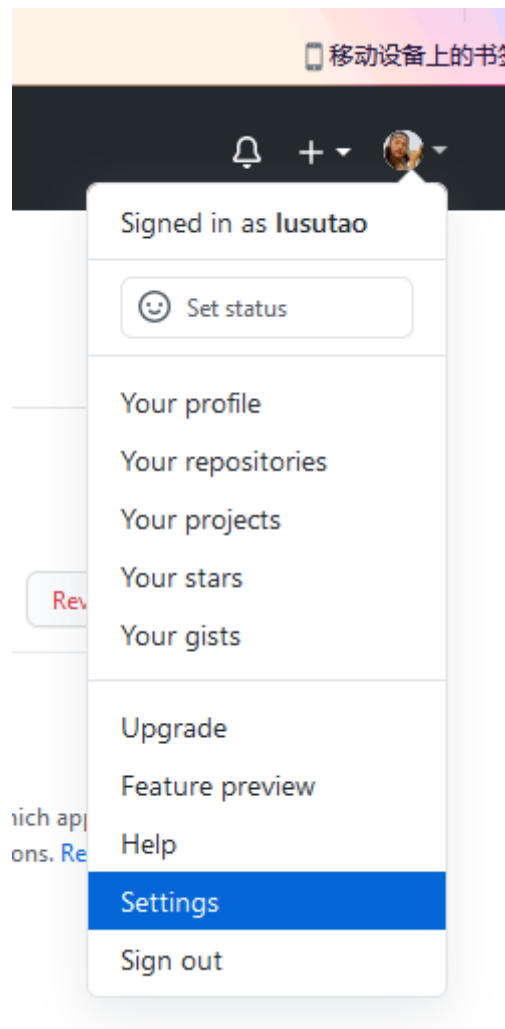 移动设备上的书签
Signed in as lusutao
Set status
Your profile
Your repositories
Your projects
Your stars
Rev
Your gists
Upgrade
Feature preview
hich app
Help
ons. Re
Settings
Sign out